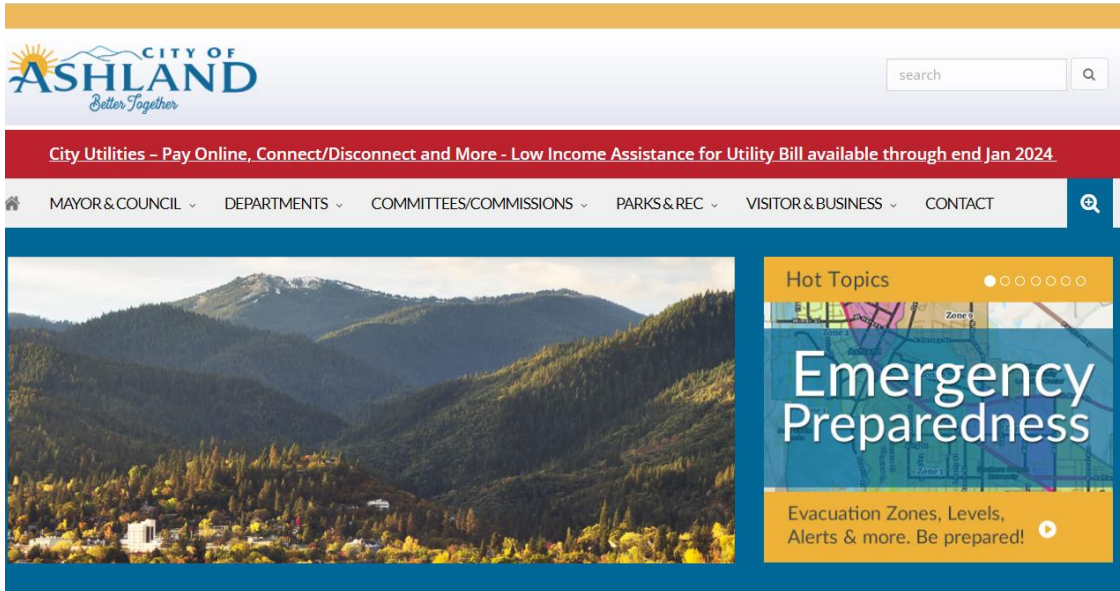 CITY OF
ASHLAND
Better Together
search
City Utilities – Pay Online, Connect/Disconnect and More - Low Income Assistance for Utility Bill available through end Jan 2024
MAYOR & COUNCIL DEPARTMENTS COMMITTEES/COMMISSIONS PARKS & REC VISITOR & BUSINESS CONTACT
Hot Topics
Zone 9
Emergency
Preparedness
Zone 1
Evacuation Zones, Levels,
Alerts & more. Be prepared!